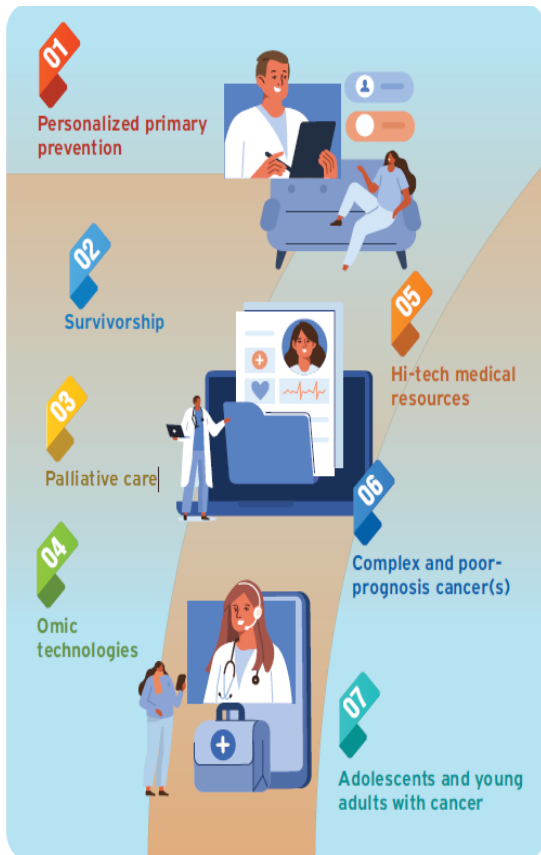 01
Personalized primary
prevention
02
Survivorship
03
Palliative care
04
Omic
technologies
05
Hi-tech medical
resources
06
Complex and poor-
prognosis cancer(s)
07
Adolescents and young
adults with cancer